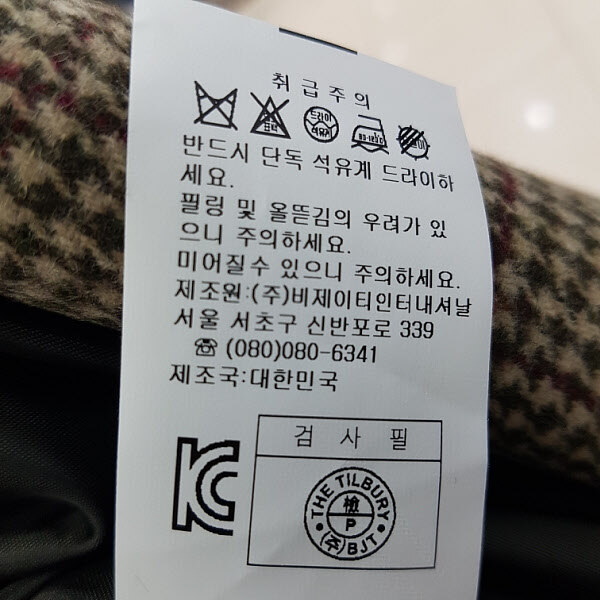 취급주의
드라이
석유계
반드시 단독 석유계 드라이하
세요.
필링 및 올뜯김의 우려가 있
으니 주의하세요.
미어질수 있으니 주의하세요.
제조원:(주)비제이티인터내셔날
서울 서초구 신반포로 339
☏ (080)080-6341
제조국:대한민국
검 사 필
KC
THE TILBURY
檢
P
(주)BJT